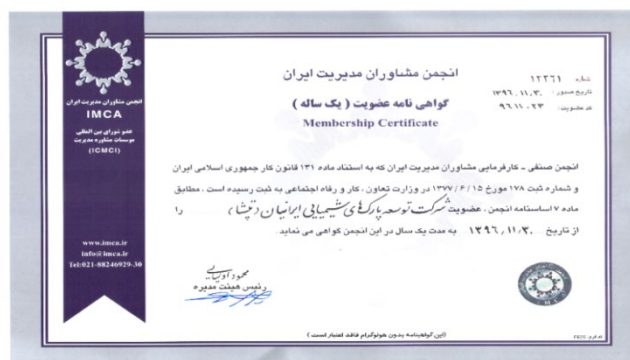 انجمن مشاوران مدیریت ایران
گواهی نامه عضویت ( یک ساله )
Membership Certificate
شماره ۱۲۲۶۱
تاریخ صدور: ۱۳۹۶.۱۱.۳۰
کد عضویت: ۹۶.۱۱.۲۳
انجمن مشاوران مدیریت ایران
IMCA
عضو شورای بین المللی
موسسات مشاوره مدیریت
(ICMCI)
انجمن صنفی - کارفرمایی مشاوران مدیریت ایران که به استناد ماده ۱۳۱ قانون کار جمهوری اسلامی ایران
و شماره ثبت ۱۷۸ مورخ ۱۳۷۷/۶/۱۵ در وزارت تعاون ، کار و رفاه اجتماعی به ثبت رسیده است . مطابق
ماده ۷ اساسنامه انجمن ، عضویت شرکت توسعه پارک های شیمیایی ایرانیان ( تپشا ) را
از تاریخ ۱۳۹۶.۱۱.۳۰ به مدت یک سال در این انجمن گواهی می نماید .
www.imca.ir
info@imca.ir
Tel:021-88246929-30
محمود اولیایی
رئیس هیئت مدیره
IMCA
(این گواهینامه بدون هولوگرام فاقد اعتبار است )